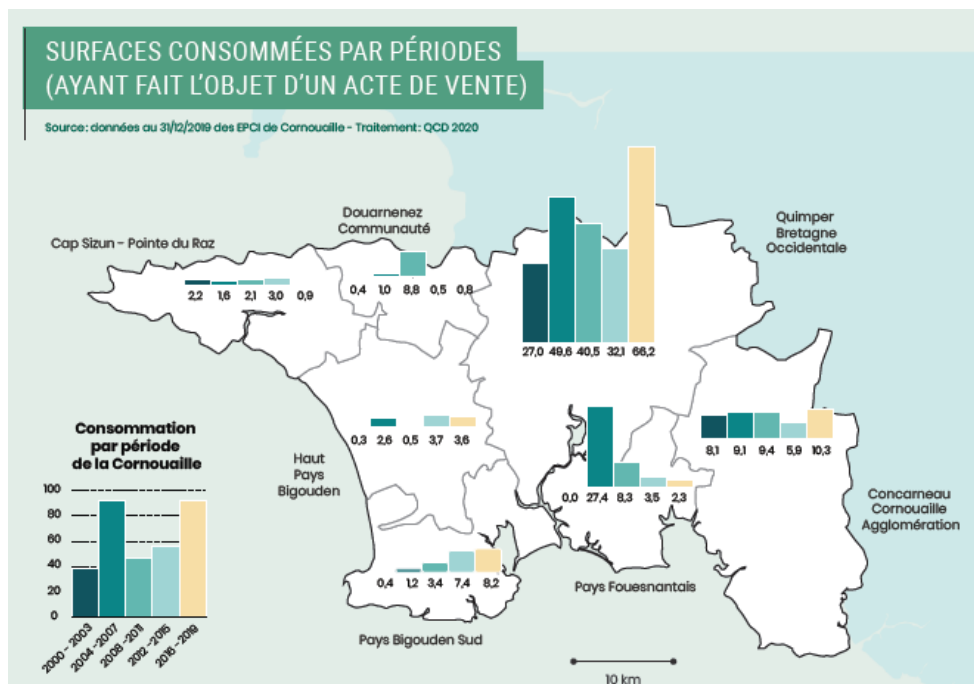 SURFACES CONSOMMÉES PAR PÉRIODES
(AYANT FAIT L'OBJET D'UN ACTE DE VENTE)
Source: données au 31/12/2019 des EPCI de Cornouaille - Traitement: QCD 2020
Douarnenez
Communauté
Cap Sizun - Pointe du Raz
Quimper
Bretagne
Occidentale
2,2 1,6 2,1 3,0 0,9
0,4 1,0 8,8 0,5 0,8
27,0 49,6 40,5 32,1 66,2
0,3 2,6 0,5 3,7 3,6
8,1 9,1 9,4 5,9 10,3
Haut
Pays
Bigouden
0,0 27,4 8,3 3,5 2,3
Concarneau
Cornouaille
Agglomération
0,4 1,2 3,4 7,4 8,2
Pays Fouesnantais
Pays Bigouden Sud
10 km
Consommation
par période
de la Cornouaille
100
80
60
40
20
0
2000 - 2003
2004 - 2007
2008 - 2011
2012 - 2015
2016 - 2019